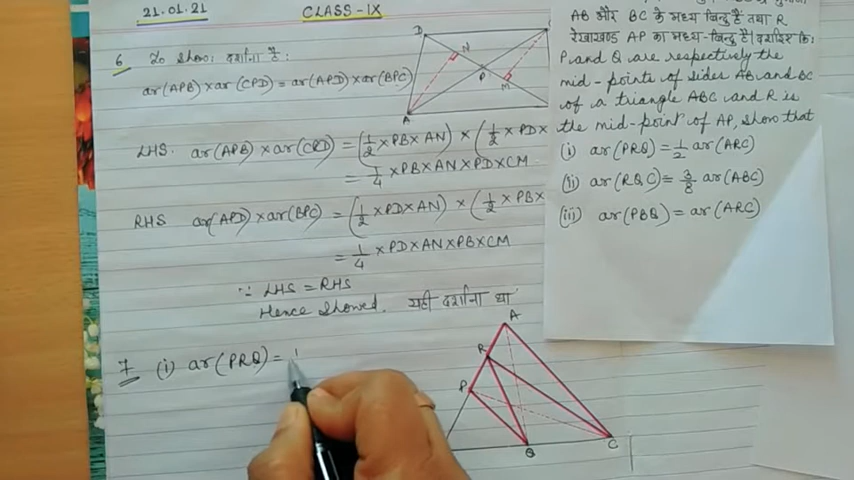 21.01.21 CLASS-IX
6 To show: दर्शाना है:
ar(APB) × ar(CPD) = ar(APD) × ar(BPC)
D
N
P
M
A
LHS. ar(APB) × ar(CPD) = (1/2 × PB × AN) × (1/2 × PD ×
= 1/4 × PB × AN × PD × CM
RHS ar(APD) × ar(BPC) = (1/2 × PD × AN) × (1/2 × PB ×
= 1/4 × PD × AN × PB × CM
∵ LHS = RHS
Hence Showed. यही दर्शाना था
7 (i) ar(PRQ) =
A
R
P
Q
C
AB और BC के मध्य बिन्दु हैं तथा R
रेखाखण्ड AP का मध्य-बिन्दु है। दर्शाइए कि:
P and Q are respectively the
mid-points of sides AB and BC
of a triangle ABC and R is
the mid-point of AP, show that
(i) ar(PRQ) = 1/2 ar(ARC)
(ii) ar(RQC) = 3/8 ar(ABC)
(iii) ar(PBQ) = ar(ARC)